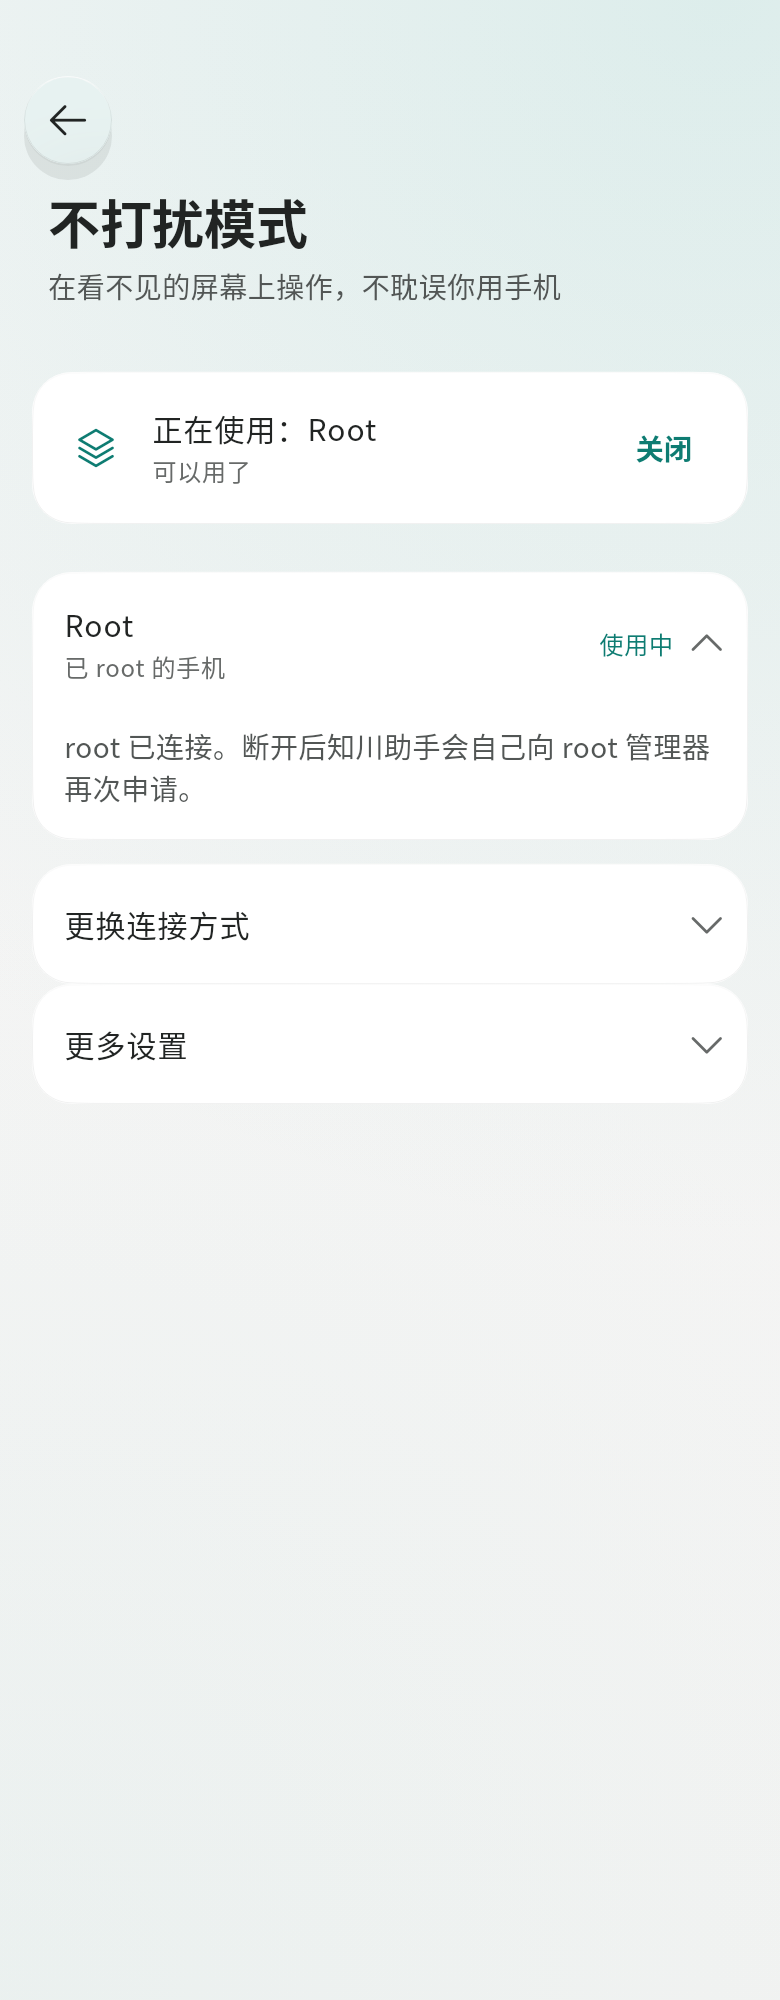 不打扰模式
在看不见的屏幕上操作，不耽误你用手机
正在使用：Root
可以用了
关闭
Root
已 root 的手机
使用中
root 已连接。断开后知川助手会自己向 root 管理器
再次申请。
更换连接方式
更多设置